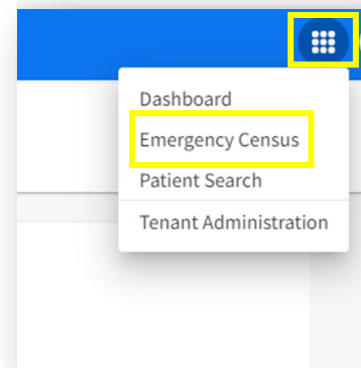 Dashboard
Emergency Census
Patient Search
Tenant Administration